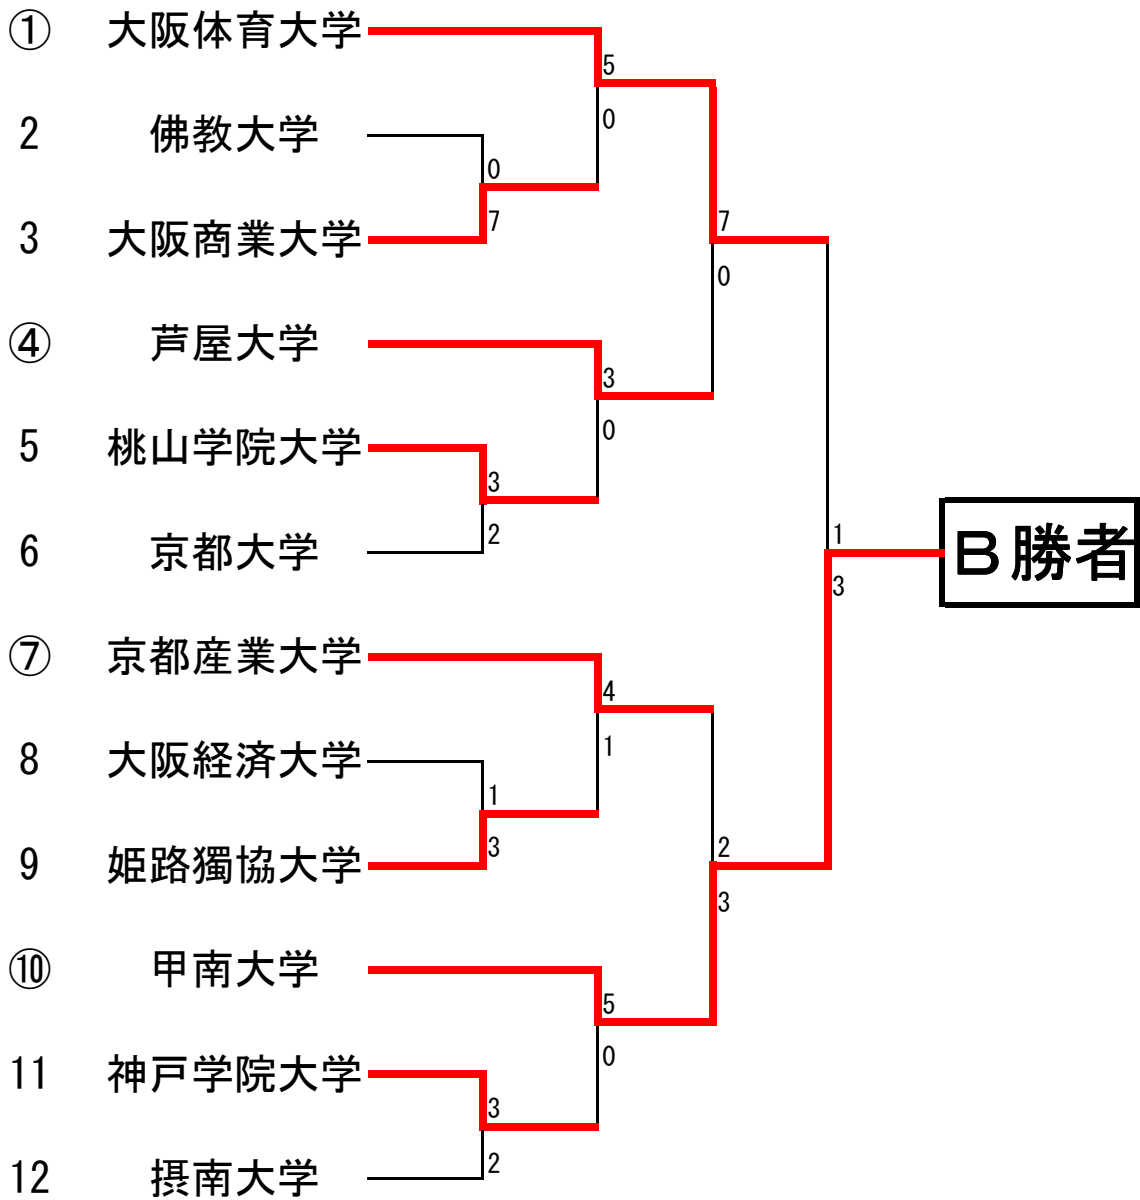 ① 大阪体育大学
5
0
2 佛教大学
0
7
3 大阪商業大学
7
0
④ 芦屋大学
3
0
5 桃山学院大学
3
2
6 京都大学
1
3
B勝者
⑦ 京都産業大学
4
1
8 大阪経済大学
1
3
9 姫路獨協大学
2
3
⑩ 甲南大学
5
0
11 神戸学院大学
3
2
12 摂南大学